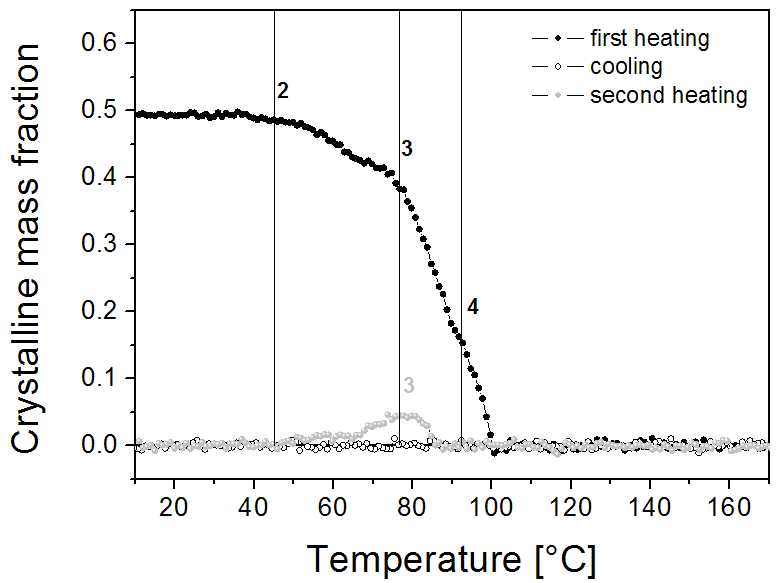 0.6
0.5
0.4
0.3
0.2
0.1
0.0
Crystalline mass fraction
first heating
cooling
second heating
2
3
4
3
20 40 60 80 100 120 140 160
Temperature [°C]